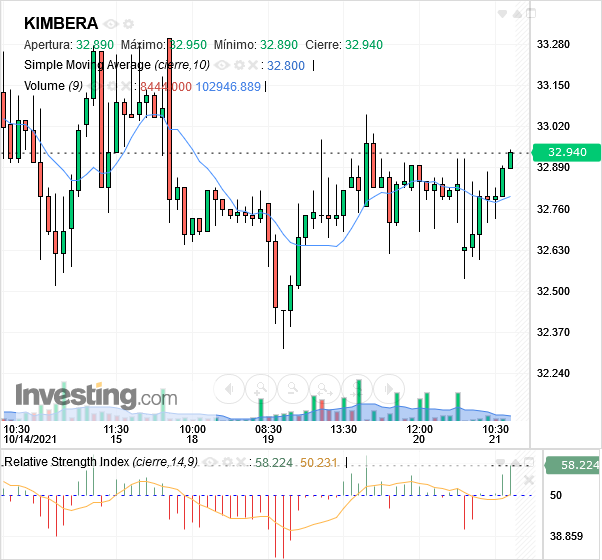 KIMBERA
Apertura: 32.890 Máximo: 32.950 Mínimo: 32.890 Cierre: 32.940
Simple Moving Average (cierre,10) : 32.800
Volume (9) : 8444.000 102946.889
33.280
33.150
33.020
32.940
32.890
32.760
32.630
32.500
32.370
32.240
Investing.com
10:30 11:30 10:00 08:30 13:30 12:00 10:30
10/14/2021 15 18 19 20 21
Relative Strength Index (cierre,14,9) : 58.224 50.231
58.224
50
38.859